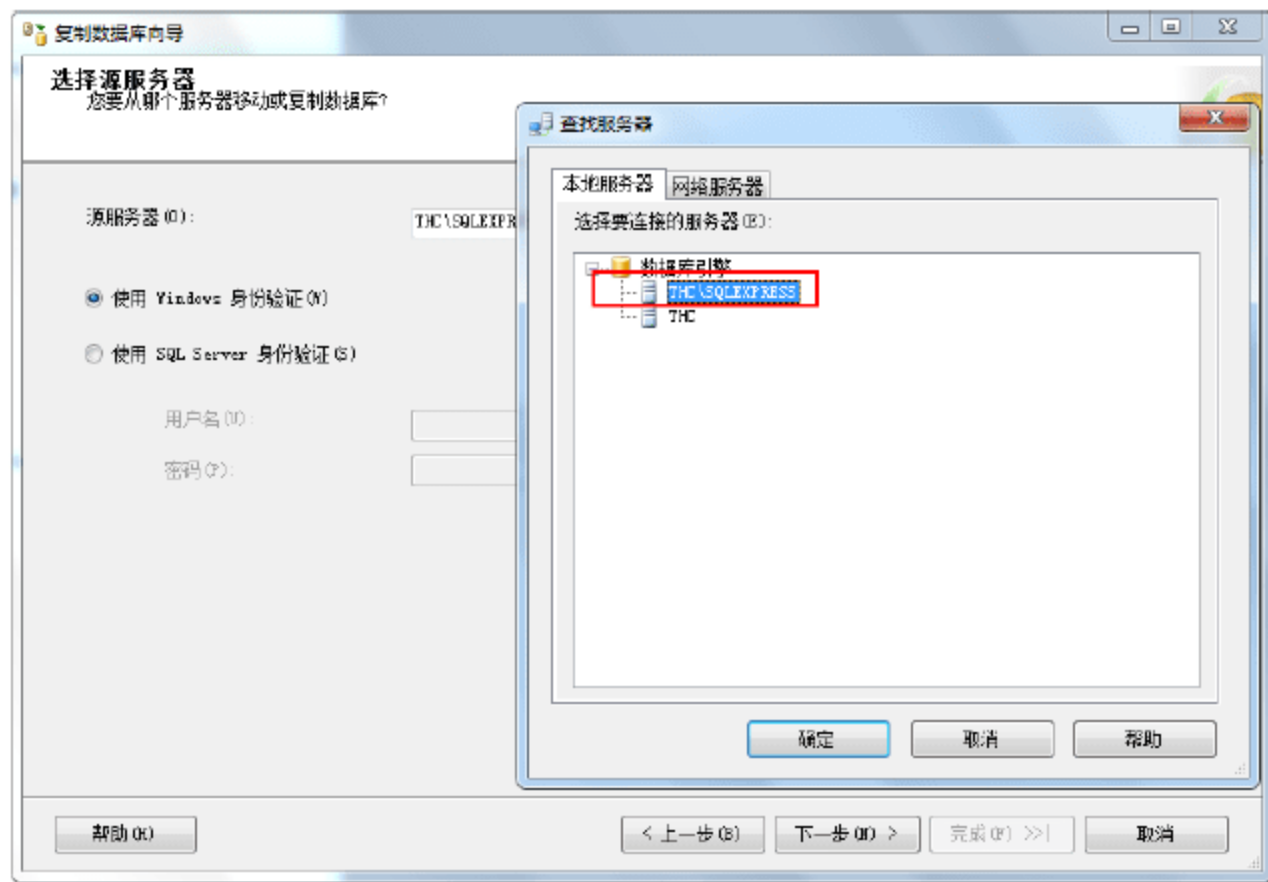 复制数据库向导
选择源服务器
您要从哪个服务器移动或复制数据库?
源服务器(O):
THC\SQLEXPR
使用 Windows 身份验证(W)
使用 SQL Server 身份验证(S)
用户名(U):
密码(P):
查找服务器
本地服务器
网络服务器
选择要连接的服务器(E):
数据库引擎
THC\SQLEXPRESS
THC
确定
取消
帮助
帮助(H)
< 上一步(B)
下一步(N) >
完成(F) >>|
取消